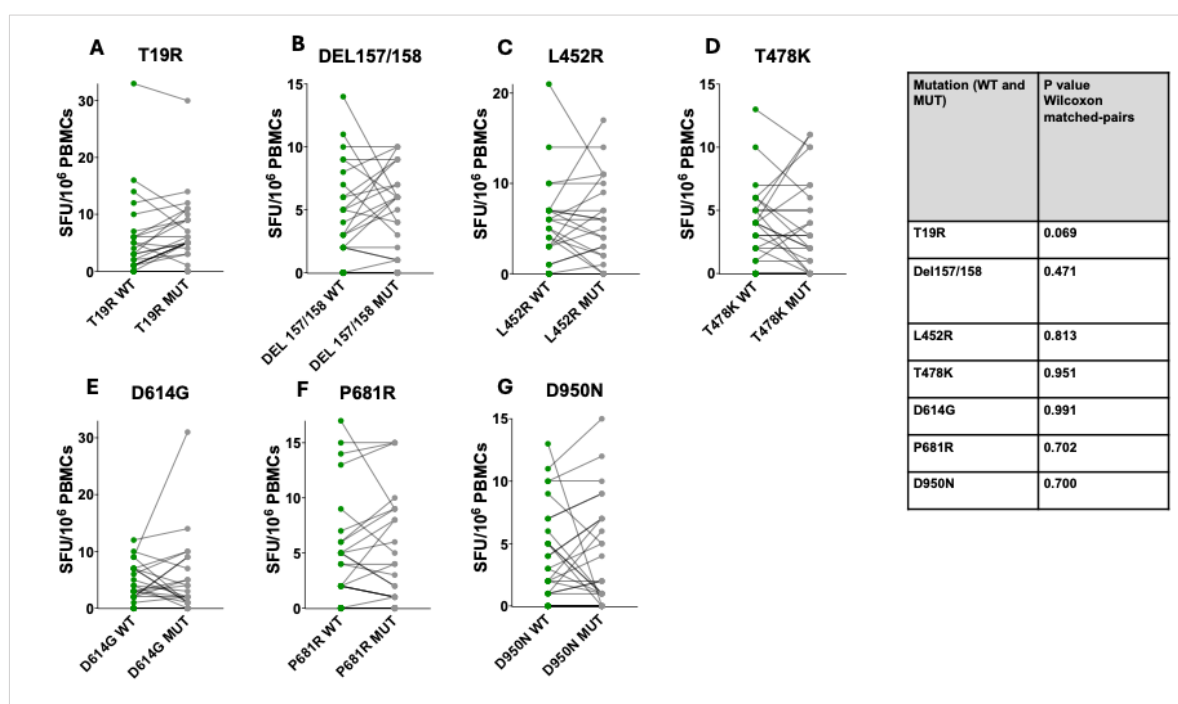 A
T19R
SFU/10⁶ PBMCs
30
20
10
0
T19R WT
T19R MUT
B
DEL157/158
SFU/10⁶ PBMCs
15
10
5
0
DEL 157/158 WT
DEL 157/158 MUT
C
L452R
SFU/10⁶ PBMCs
20
10
0
L452R WT
L452R MUT
D
T478K
SFU/10⁶ PBMCs
15
10
5
0
T478K WT
T478K MUT
E
D614G
SFU/10⁶ PBMCs
30
20
10
0
D614G WT
D614G MUT
F
P681R
SFU/10⁶ PBMCs
15
10
5
0
P681R WT
P681R MUT
G
D950N
SFU/10⁶ PBMCs
15
10
5
0
D950N WT
D950N MUT
Mutation (WT and
MUT)
P value
Wilcoxon
matched-pairs
T19R 0.069
Del157/158 0.471
L452R 0.813
T478K 0.951
D614G 0.991
P681R 0.702
D950N 0.700